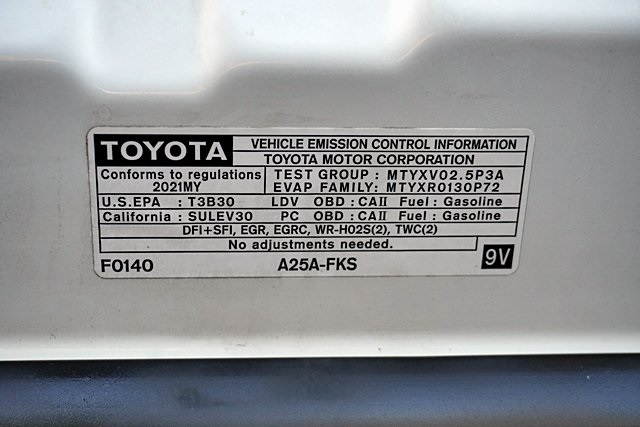 TOYOTA VEHICLE EMISSION CONTROL INFORMATION
TOYOTA MOTOR CORPORATION
Conforms to regulations TEST GROUP : MTYXV02.5P3A
2021MY EVAP FAMILY: MTYXR0130P72
U.S.EPA : T3B30 LDV OBD : CAII Fuel : Gasoline
California : SULEV30 PC OBD : CAII Fuel : Gasoline
DFI+SFI, EGR, EGRC, WR-HO2S(2), TWC(2)
No adjustments needed.
F0140 A25A-FKS 9V